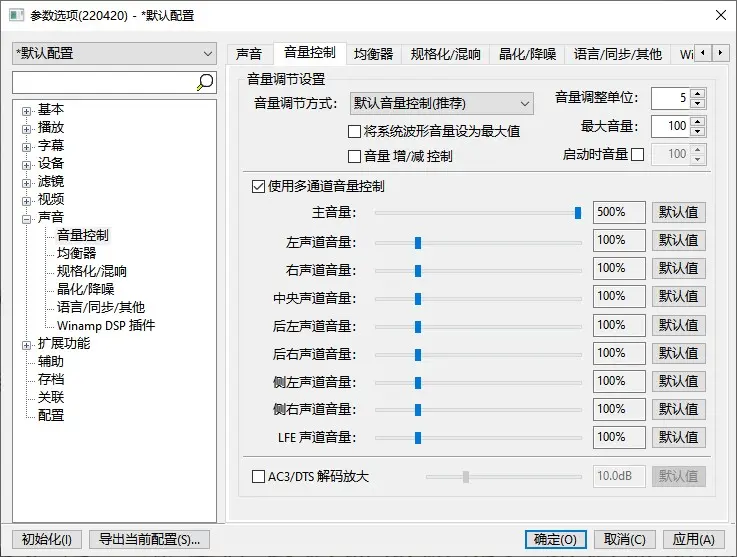 参数选项(220420) - *默认配置
*默认配置
基本
播放
字幕
设备
滤镜
视频
声音
音量控制
均衡器
规格化/混响
晶化/降噪
语言/同步/其他
Winamp DSP 插件
扩展功能
辅助
存档
关联
配置
声音 音量控制 均衡器 规格化/混响 晶化/降噪 语言/同步/其他 Wi
音量调节设置
音量调节方式: 默认音量控制(推荐) 音量调整单位: 5
将系统波形音量设为最大值 最大音量: 100
音量 增/减 控制 启动时音量 100
使用多通道音量控制
主音量: 500% 默认值
左声道音量: 100% 默认值
右声道音量: 100% 默认值
中央声道音量: 100% 默认值
后左声道音量: 100% 默认值
后右声道音量: 100% 默认值
侧左声道音量: 100% 默认值
侧右声道音量: 100% 默认值
LFE 声道音量: 100% 默认值
AC3/DTS 解码放大 10.0dB 默认值
初始化(I) 导出当前配置(S)... 确定(O) 取消(C) 应用(A)